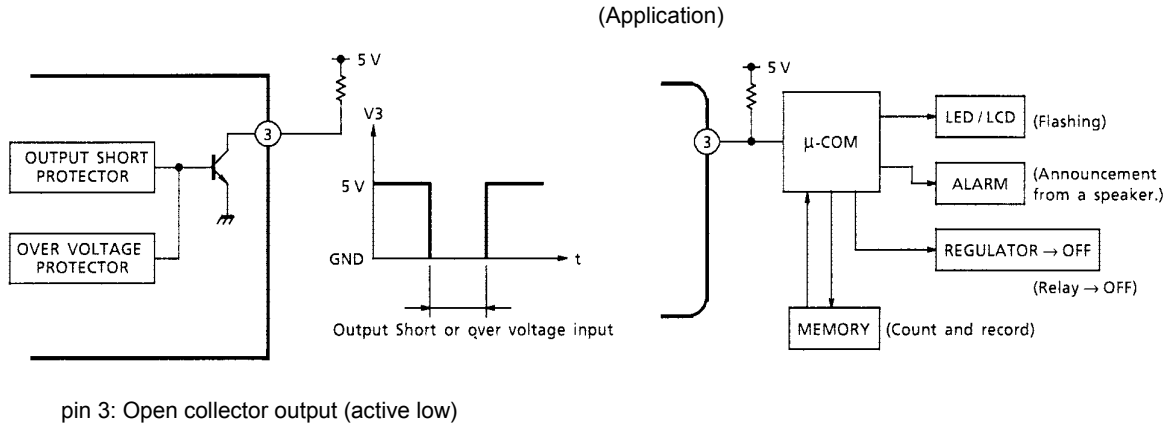 (Application)
5 V
3
OUTPUT SHORT
PROTECTOR
OVER VOLTAGE
PROTECTOR
V3
5 V
GND
t
Output Short or over voltage input
5 V
3
μ-COM
LED / LCD (Flashing)
ALARM (Announcement
from a speaker.)
REGULATOR → OFF
(Relay → OFF)
MEMORY (Count and record)
pin 3: Open collector output (active low)